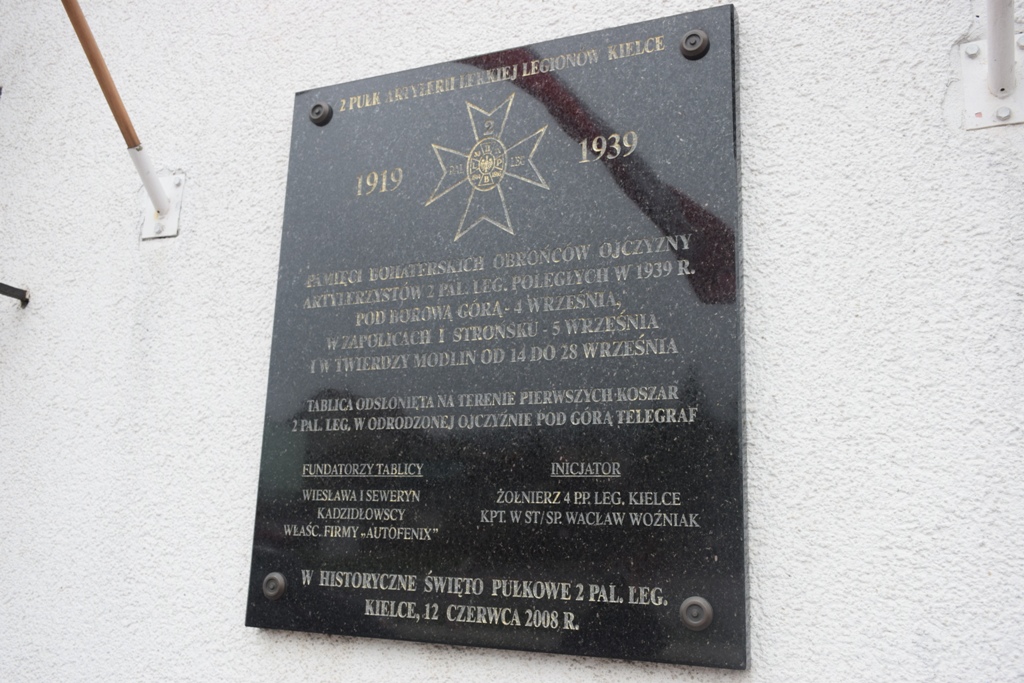 2 PUŁK ARTYLERII LEKKIEJ LEGIONÓW KIELCE
1919
2
PAL LEG
1939
PAMIĘCI BOHATERSKICH OBROŃCÓW OJCZYZNY
ARTYLERZYSTÓW 2 PAL. LEG. POLEGŁYCH W 1939 R.
POD BOROWĄ GÓRĄ - 4 WRZEŚNIA,
W ZAPOLICACH I STROŃSKU - 5 WRZEŚNIA
I W TWIERDZY MODLIN OD 14 DO 28 WRZEŚNIA
TABLICA ODSŁONIĘTA NA TERENIE PIERWSZYCH KOSZAR
2 PAL. LEG. W ODRODZONEJ OJCZYŹNIE POD GÓRĄ TELEGRAF
FUNDATORZY TABLICY
WIESŁAWA I SEWERYN
KADZIDŁOWSCY
WŁAŚC. FIRMY „AUTOFENIX"
INICJATOR
ŻOŁNIERZ 4 P.P. LEG. KIELCE
KPT. W ST/SP. WACŁAW WOŹNIAK
W HISTORYCZNE ŚWIĘTO PUŁKOWE 2 PAL. LEG.
KIELCE, 12 CZERWCA 2008 R.